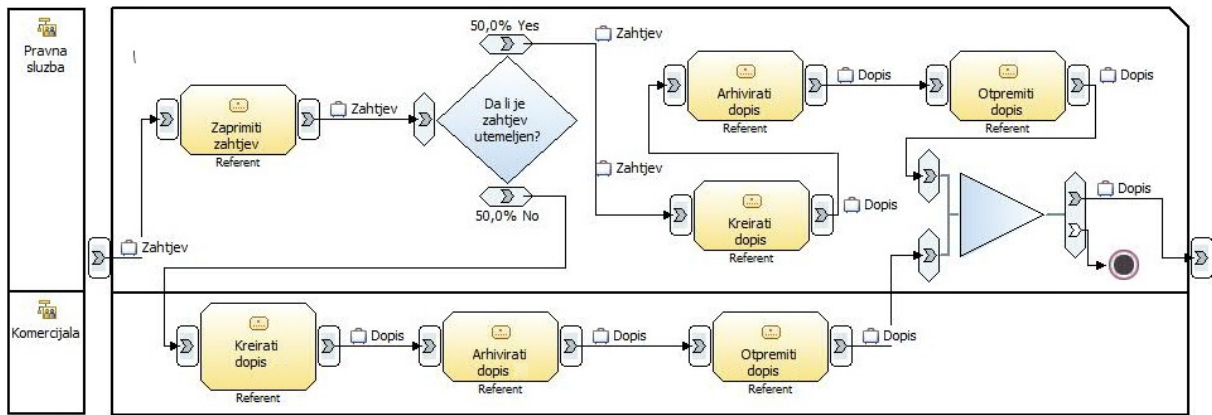 Pravna
sluzba
Zahtjev
Zaprimiti
zahtjev
Referent
Zahtjev
50,0% Yes
Da li je
zahtjev
utemeljen?
50,0% No
Zahtjev
Zahtjev
Kreirati
dopis
Referent
Dopis
Arhivirati
dopis
Referent
Dopis
Otpremiti
dopis
Referent
Dopis
Dopis
Komercijala
Kreirati
dopis
Referent
Dopis
Arhivirati
dopis
Referent
Dopis
Otpremiti
dopis
Referent
Dopis